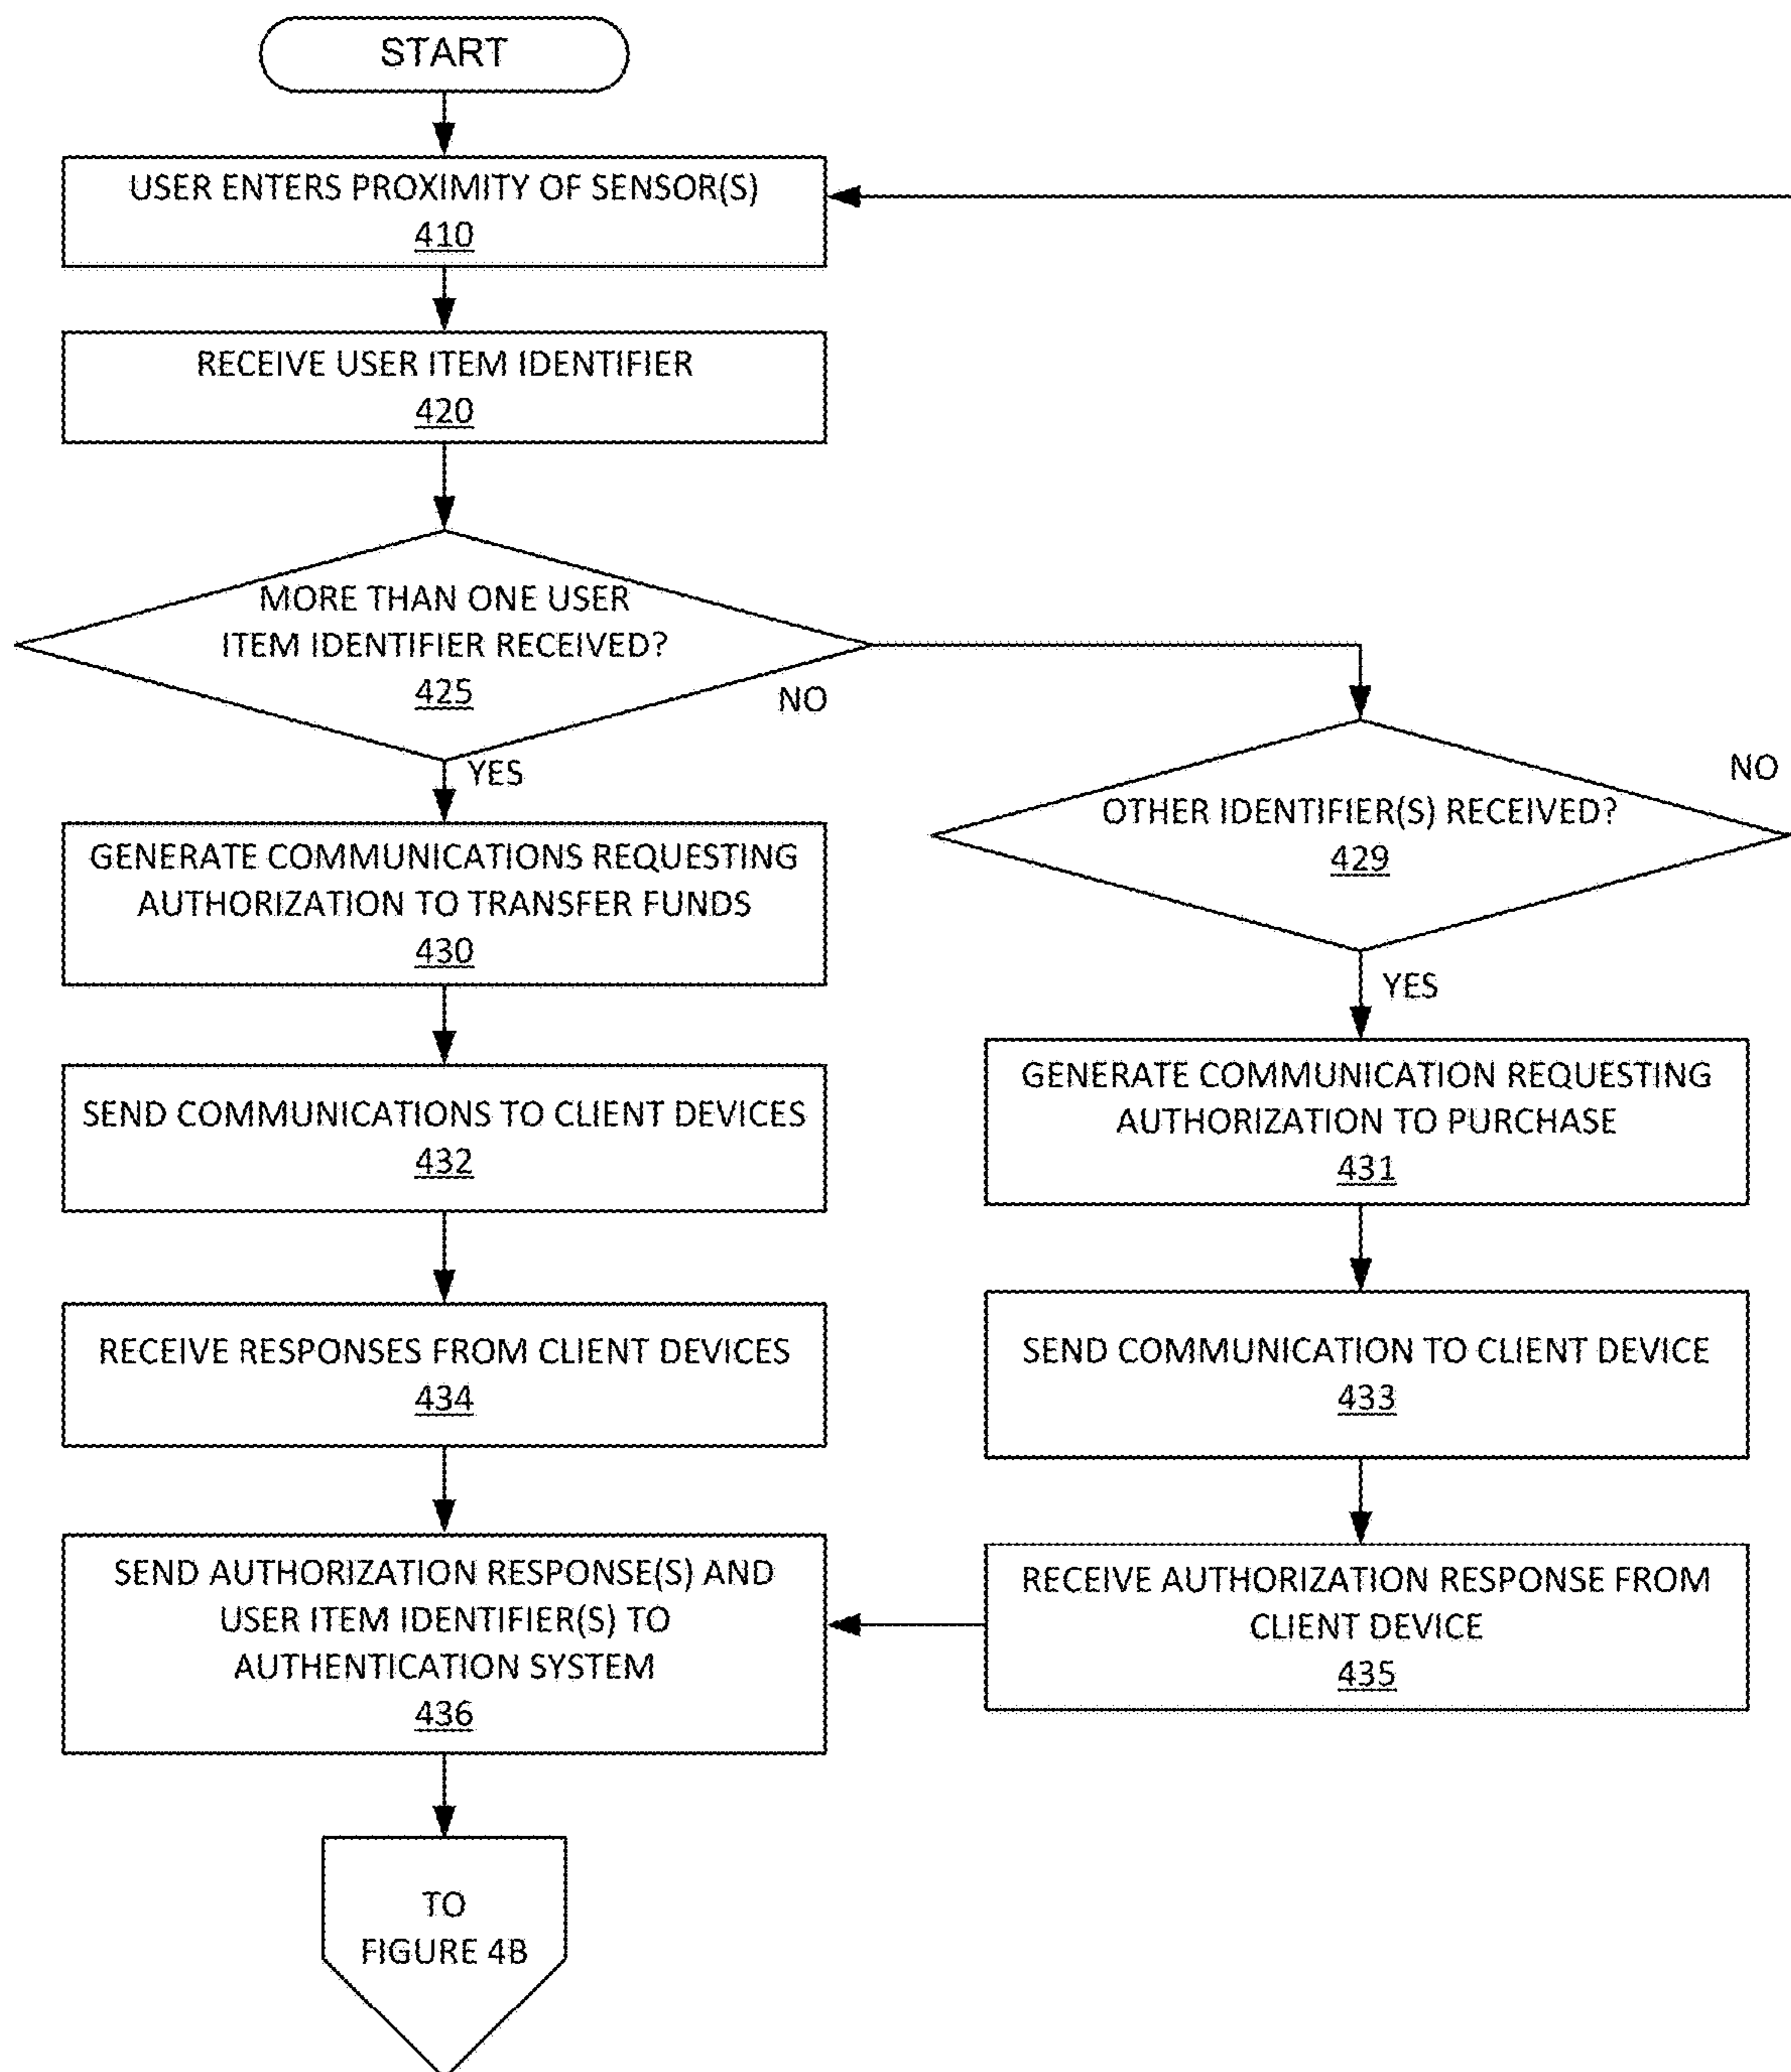 START
USER ENTERS PROXIMITY OF SENSOR(S)
410
RECEIVE USER ITEM IDENTIFIER
420
MORE THAN ONE USER
ITEM IDENTIFIER RECEIVED?
425
NO
YES
OTHER IDENTIFIER(S) RECEIVED?
429
NO
YES
GENERATE COMMUNICATIONS REQUESTING
AUTHORIZATION TO TRANSFER FUNDS
430
GENERATE COMMUNICATION REQUESTING
AUTHORIZATION TO PURCHASE
431
SEND COMMUNICATIONS TO CLIENT DEVICES
432
SEND COMMUNICATION TO CLIENT DEVICE
433
RECEIVE RESPONSES FROM CLIENT DEVICES
434
RECEIVE AUTHORIZATION RESPONSE FROM
CLIENT DEVICE
435
SEND AUTHORIZATION RESPONSE(S) AND
USER ITEM IDENTIFIER(S) TO
AUTHENTICATION SYSTEM
436
TO
FIGURE 4B